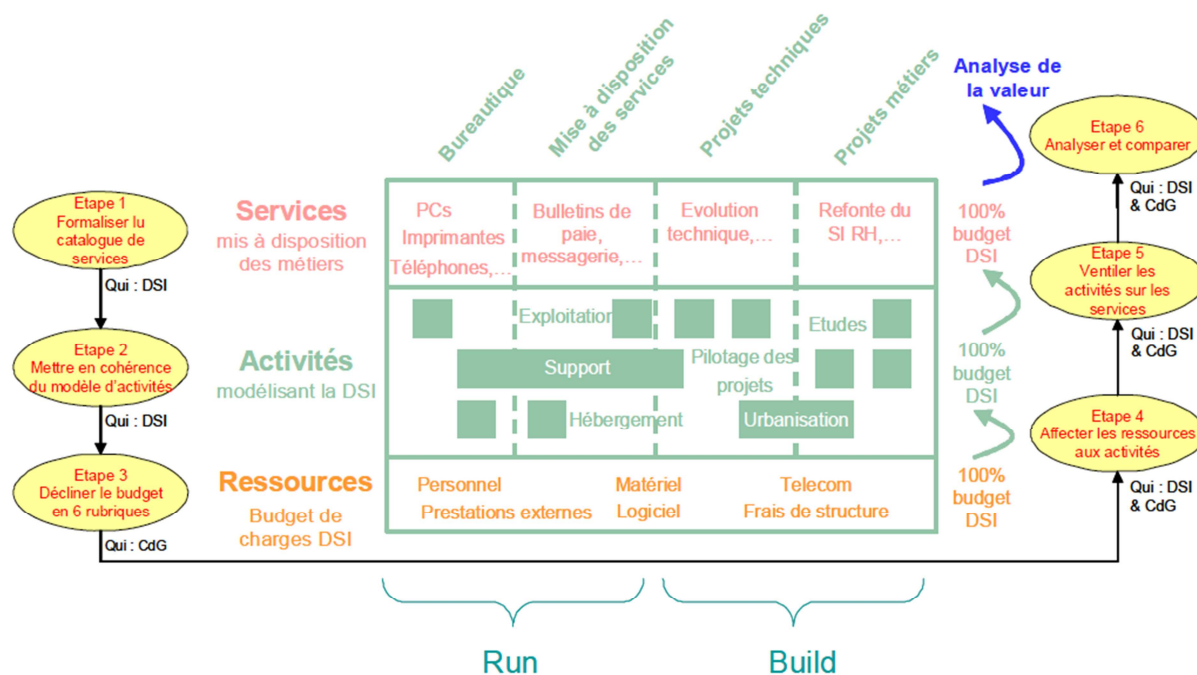 Bureautique
Mise à disposition
des services
Projets techniques
Projets métiers
Analyse de
la valeur
Etape 1
Formaliser lu
catalogue de
services
Qui : DSI
Etape 2
Mettre en cohérence
du modèle d'activités
Qui : DSI
Etape 3
Décliner le budget
en 6 rubriques
Qui : CdG
Services
mis à disposition
des métiers
PCs
Imprimantes
Téléphones,...
Bulletins de
paie,
messagerie,...
Evolution
technique,...
Refonte du
SI RH,...
100%
budget
DSI
Activités
modélisant la DSI
Exploitation
Etudes
Support
Pilotage des
projets
Hébergement
Urbanisation
100%
budget
DSI
Ressources
Budget de
charges DSI
Personnel
Matériel
Telecom
Prestations externes
Logiciel
Frais de structure
100%
budget
DSI
Etape 6
Analyser et comparer
Qui : DSI
& CdG
Etape 5
Ventiler les
activités sur les
services
Qui : DSI
& CdG
Etape 4
Affecter les ressources
aux activités
Qui : DSI
& CdG
Run
Build